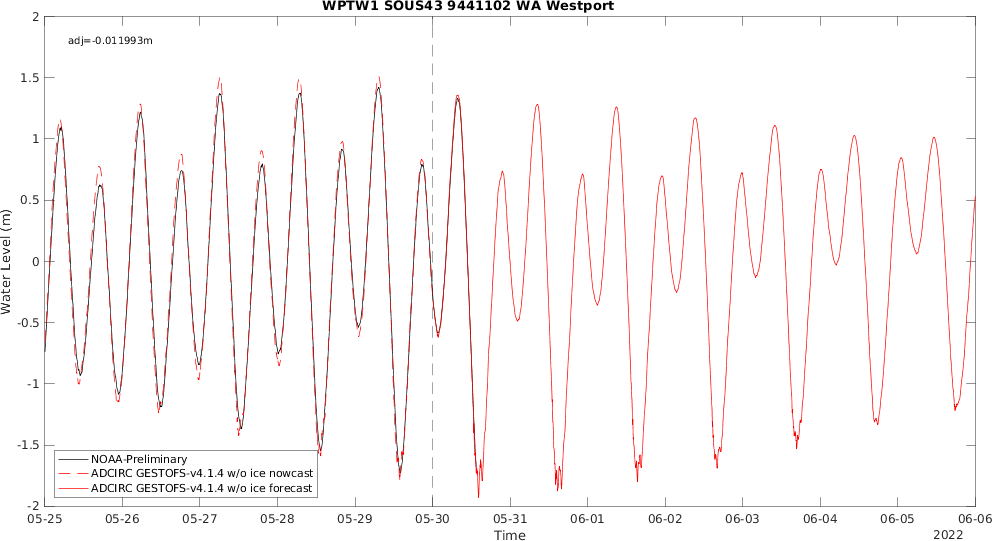 WPTW1 SOUS43 9441102 WA Westport
adj=-0.011993m
2
1.5
1
0.5
0
-0.5
-1
-1.5
-2
Water Level (m)
NOAA-Preliminary
ADCIRC GESTOFS-v4.1.4 w/o ice nowcast
ADCIRC GESTOFS-v4.1.4 w/o ice forecast
05-25 05-26 05-27 05-28 05-29 05-30 05-31 06-01 06-02 06-03 06-04 06-05 06-06
Time
2022